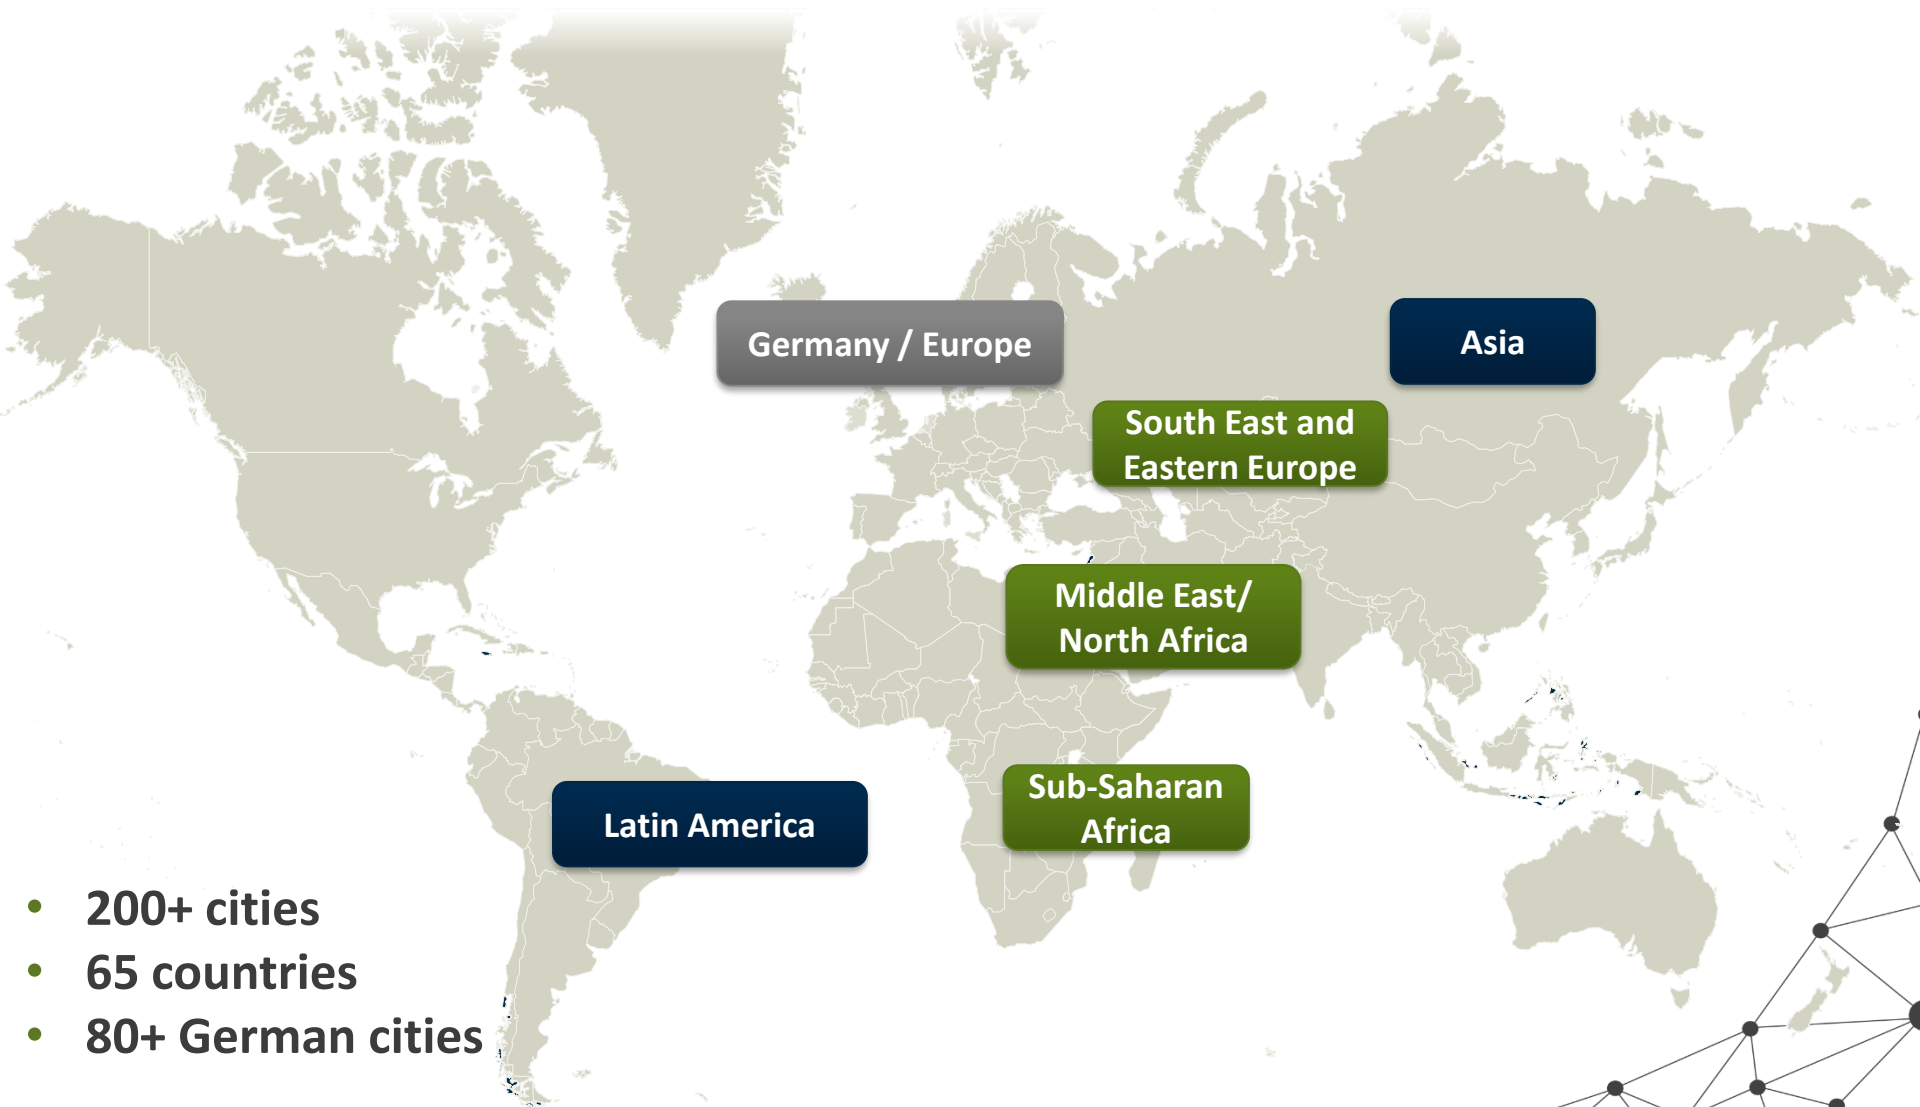 Germany / Europe
Asia
South East and
Eastern Europe
Middle East/
North Africa
Sub-Saharan
Africa
Latin America
• 200+ cities
• 65 countries
• 80+ German cities